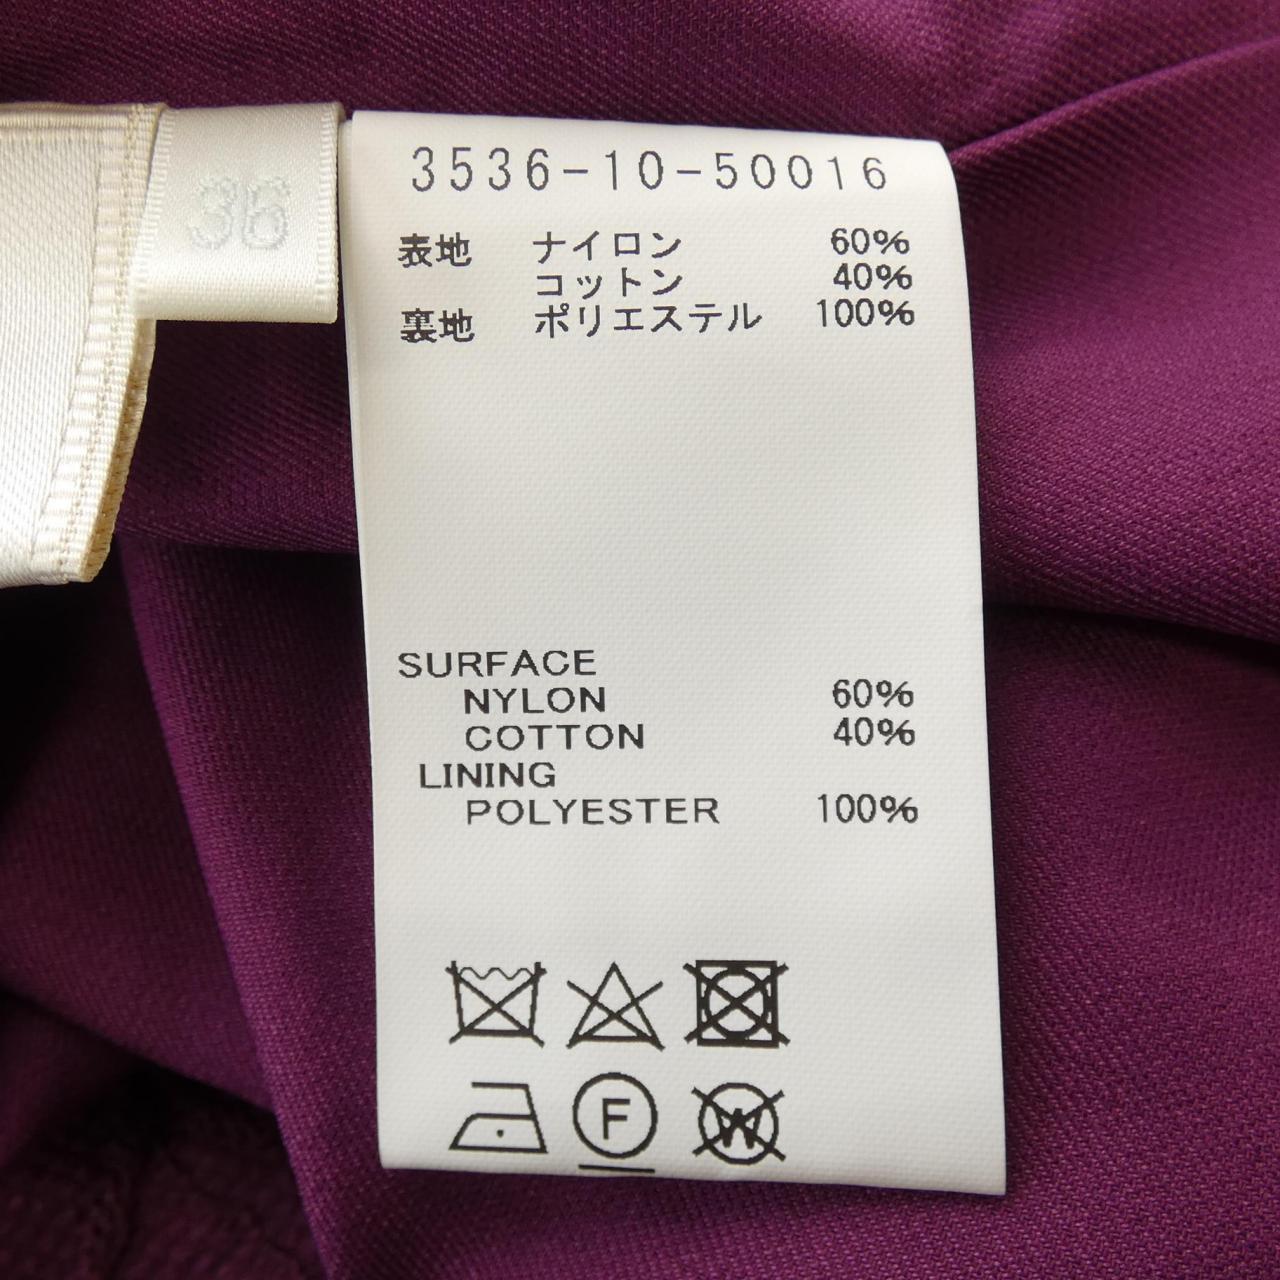 36
3536-10-50016
表地 ナイロン 60%
コットン 40%
裏地 ポリエステル 100%
SURFACE
NYLON 60%
COTTON 40%
LINING
POLYESTER 100%
F
W